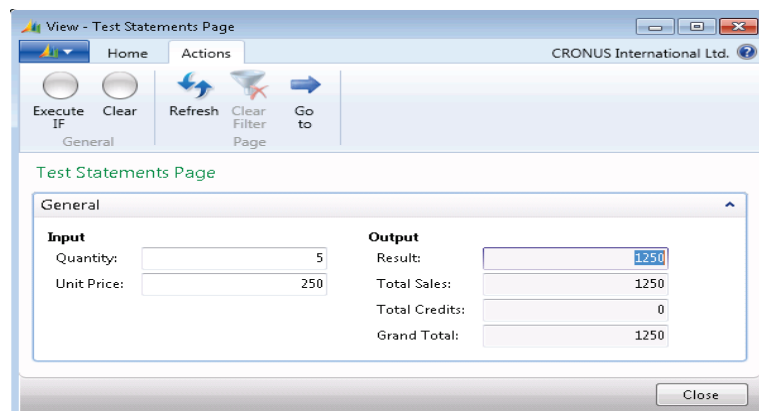 View - Test Statements Page
Home Actions CRONUS International Ltd.
Execute IF
Clear
Refresh
Clear Filter
Go to
General
Page
Test Statements Page
General
Input
Quantity: 5
Unit Price: 250
Output
Result: 1250
Total Sales: 1250
Total Credits: 0
Grand Total: 1250
Close